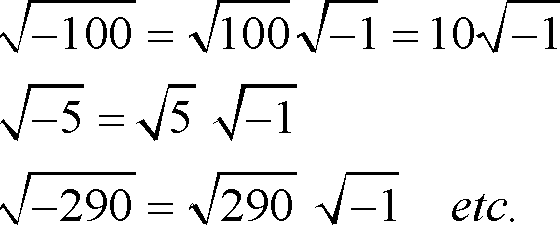 √−100 = √100 √−1 = 10√−1
√−5 = √5 √−1
√−290 = √290 √−1 etc.